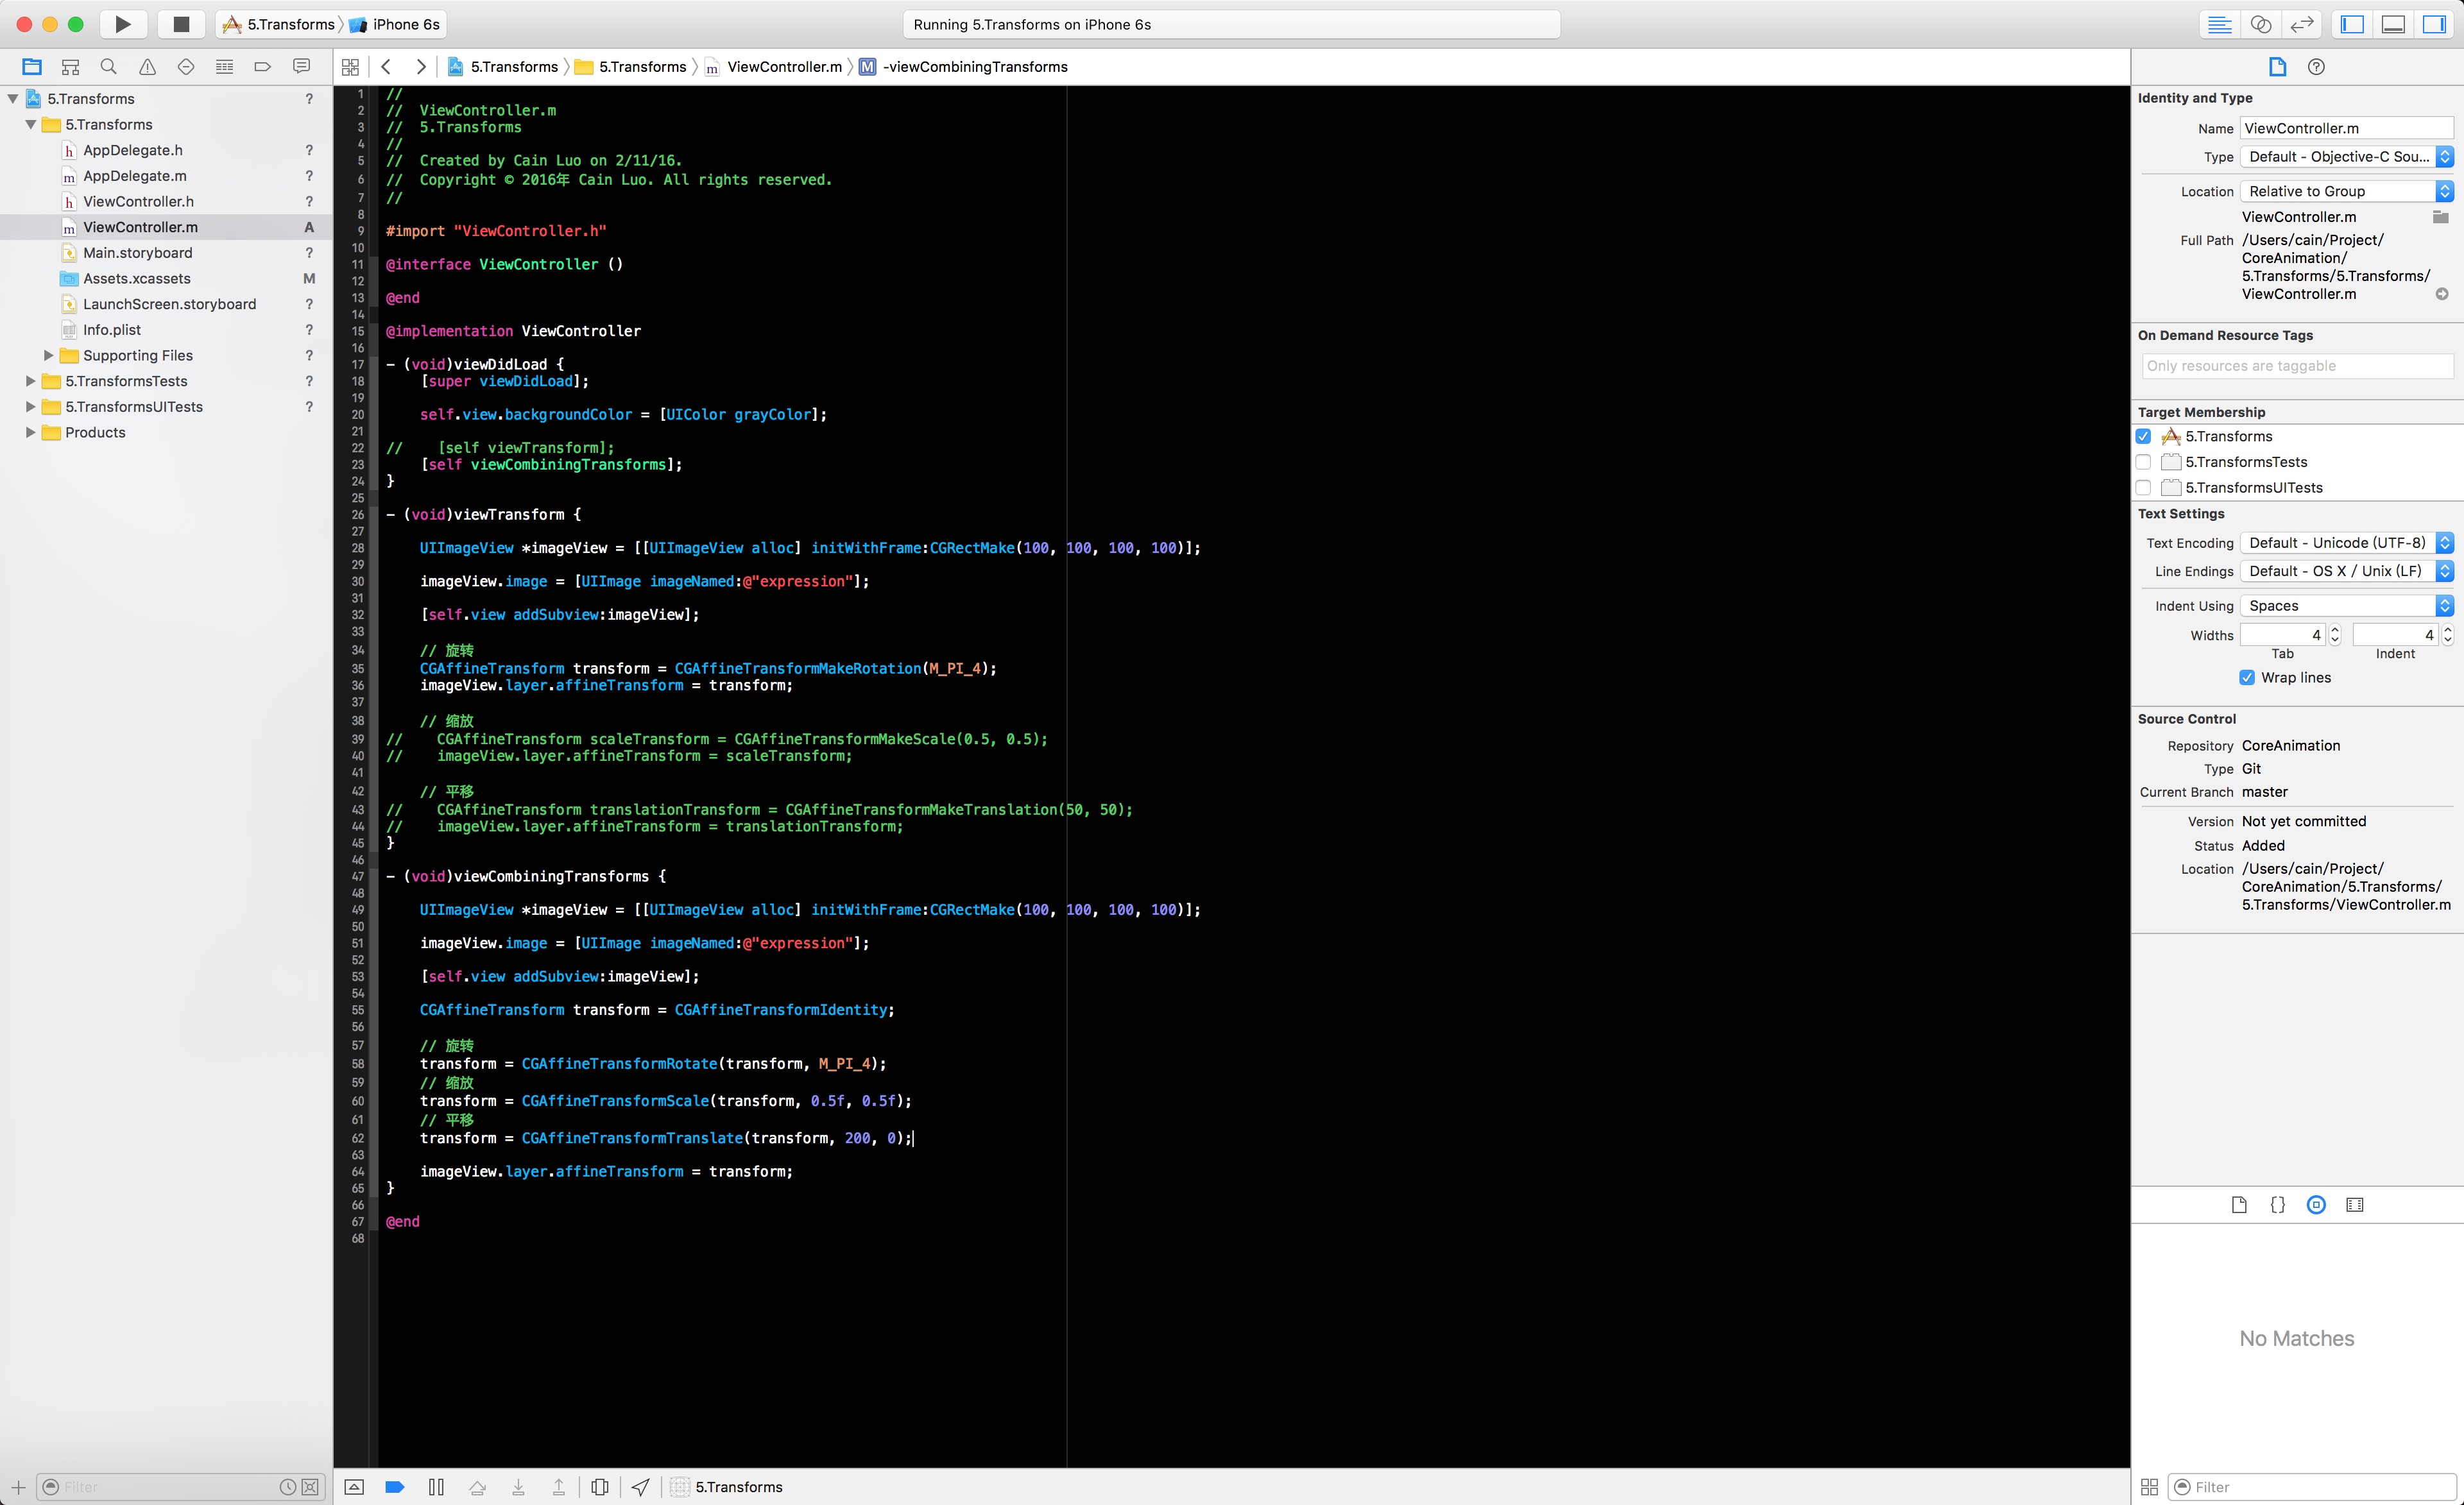 5.Transforms iPhone 6s
Running 5.Transforms on iPhone 6s
5.Transforms 5.Transforms ViewController.m -viewCombiningTransforms
5.Transforms ?
5.Transforms
AppDelegate.h ?
AppDelegate.m ?
ViewController.h ?
ViewController.m A
Main.storyboard ?
Assets.xcassets M
LaunchScreen.storyboard ?
Info.plist ?
Supporting Files ?
5.TransformsTests ?
5.TransformsUITests ?
Products
Filter
1 //
2 //  ViewController.m
3 //  5.Transforms
4 //
5 //  Created by Cain Luo on 2/11/16.
6 //  Copyright © 2016年 Cain Luo. All rights reserved.
7 //
8
9 #import "ViewController.h"
10
11 @interface ViewController ()
12
13 @end
14
15 @implementation ViewController
16
17 - (void)viewDidLoad {
18     [super viewDidLoad];
19
20     self.view.backgroundColor = [UIColor grayColor];
21
22 //    [self viewTransform];
23     [self viewCombiningTransforms];
24 }
25
26 - (void)viewTransform {
27
28     UIImageView *imageView = [[UIImageView alloc] initWithFrame:CGRectMake(100, 100, 100, 100)];
29
30     imageView.image = [UIImage imageNamed:@"expression"];
31
32     [self.view addSubview:imageView];
33
34     // 旋转
35     CGAffineTransform transform = CGAffineTransformMakeRotation(M_PI_4);
36     imageView.layer.affineTransform = transform;
37
38     // 缩放
39 //    CGAffineTransform scaleTransform = CGAffineTransformMakeScale(0.5, 0.5);
40 //    imageView.layer.affineTransform = scaleTransform;
41
42     // 平移
43 //    CGAffineTransform translationTransform = CGAffineTransformMakeTranslation(50, 50);
44 //    imageView.layer.affineTransform = translationTransform;
45 }
46
47 - (void)viewCombiningTransforms {
48
49     UIImageView *imageView = [[UIImageView alloc] initWithFrame:CGRectMake(100, 100, 100, 100)];
50
51     imageView.image = [UIImage imageNamed:@"expression"];
52
53     [self.view addSubview:imageView];
54
55     CGAffineTransform transform = CGAffineTransformIdentity;
56
57     // 旋转
58     transform = CGAffineTransformRotate(transform, M_PI_4);
59     // 缩放
60     transform = CGAffineTransformScale(transform, 0.5f, 0.5f);
61     // 平移
62     transform = CGAffineTransformTranslate(transform, 200, 0);
63
64     imageView.layer.affineTransform = transform;
65 }
66
67 @end
68
5.Transforms
Identity and Type
Name ViewController.m
Type Default - Objective-C Sou...
Location Relative to Group
ViewController.m
Full Path /Users/cain/Project/
CoreAnimation/
5.Transforms/5.Transforms/
ViewController.m
On Demand Resource Tags
Only resources are taggable
Target Membership
5.Transforms
5.TransformsTests
5.TransformsUITests
Text Settings
Text Encoding Default - Unicode (UTF-8)
Line Endings Default - OS X / Unix (LF)
Indent Using Spaces
Widths 4 4
Tab Indent
Wrap lines
Source Control
Repository CoreAnimation
Type Git
Current Branch master
Version Not yet committed
Status Added
Location /Users/cain/Project/
CoreAnimation/5.Transforms/
5.Transforms/ViewController.m
No Matches
Filter